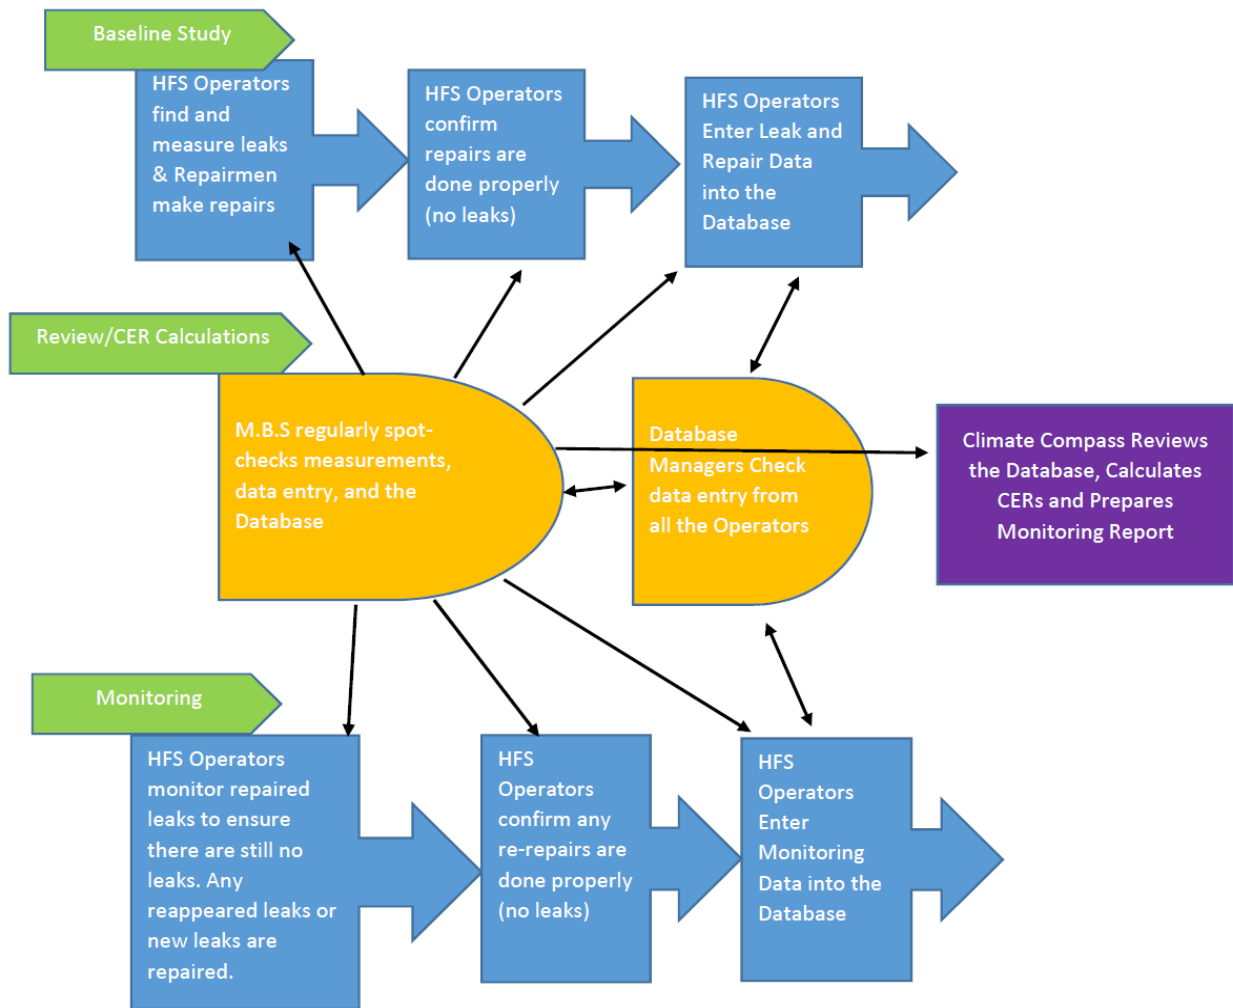 Baseline Study
HFS Operators
find and
measure leaks
& Repairmen
make repairs
HFS Operators
confirm
repairs are
done properly
(no leaks)
HFS Operators
Enter Leak and
Repair Data
into the
Database
Review/CER Calculations
M.B.S regularly spot-
checks measurements,
data entry, and the
Database
Database
Managers Check
data entry from
all the Operators
Climate Compass Reviews
the Database, Calculates
CERs and Prepares
Monitoring Report
Monitoring
HFS Operators
monitor repaired
leaks to ensure
there are still no
leaks. Any
reappeared leaks or
new leaks are
repaired.
HFS
Operators
confirm any
re-repairs are
done properly
(no leaks)
HFS
Operators
Enter
Monitoring
Data into the
Database